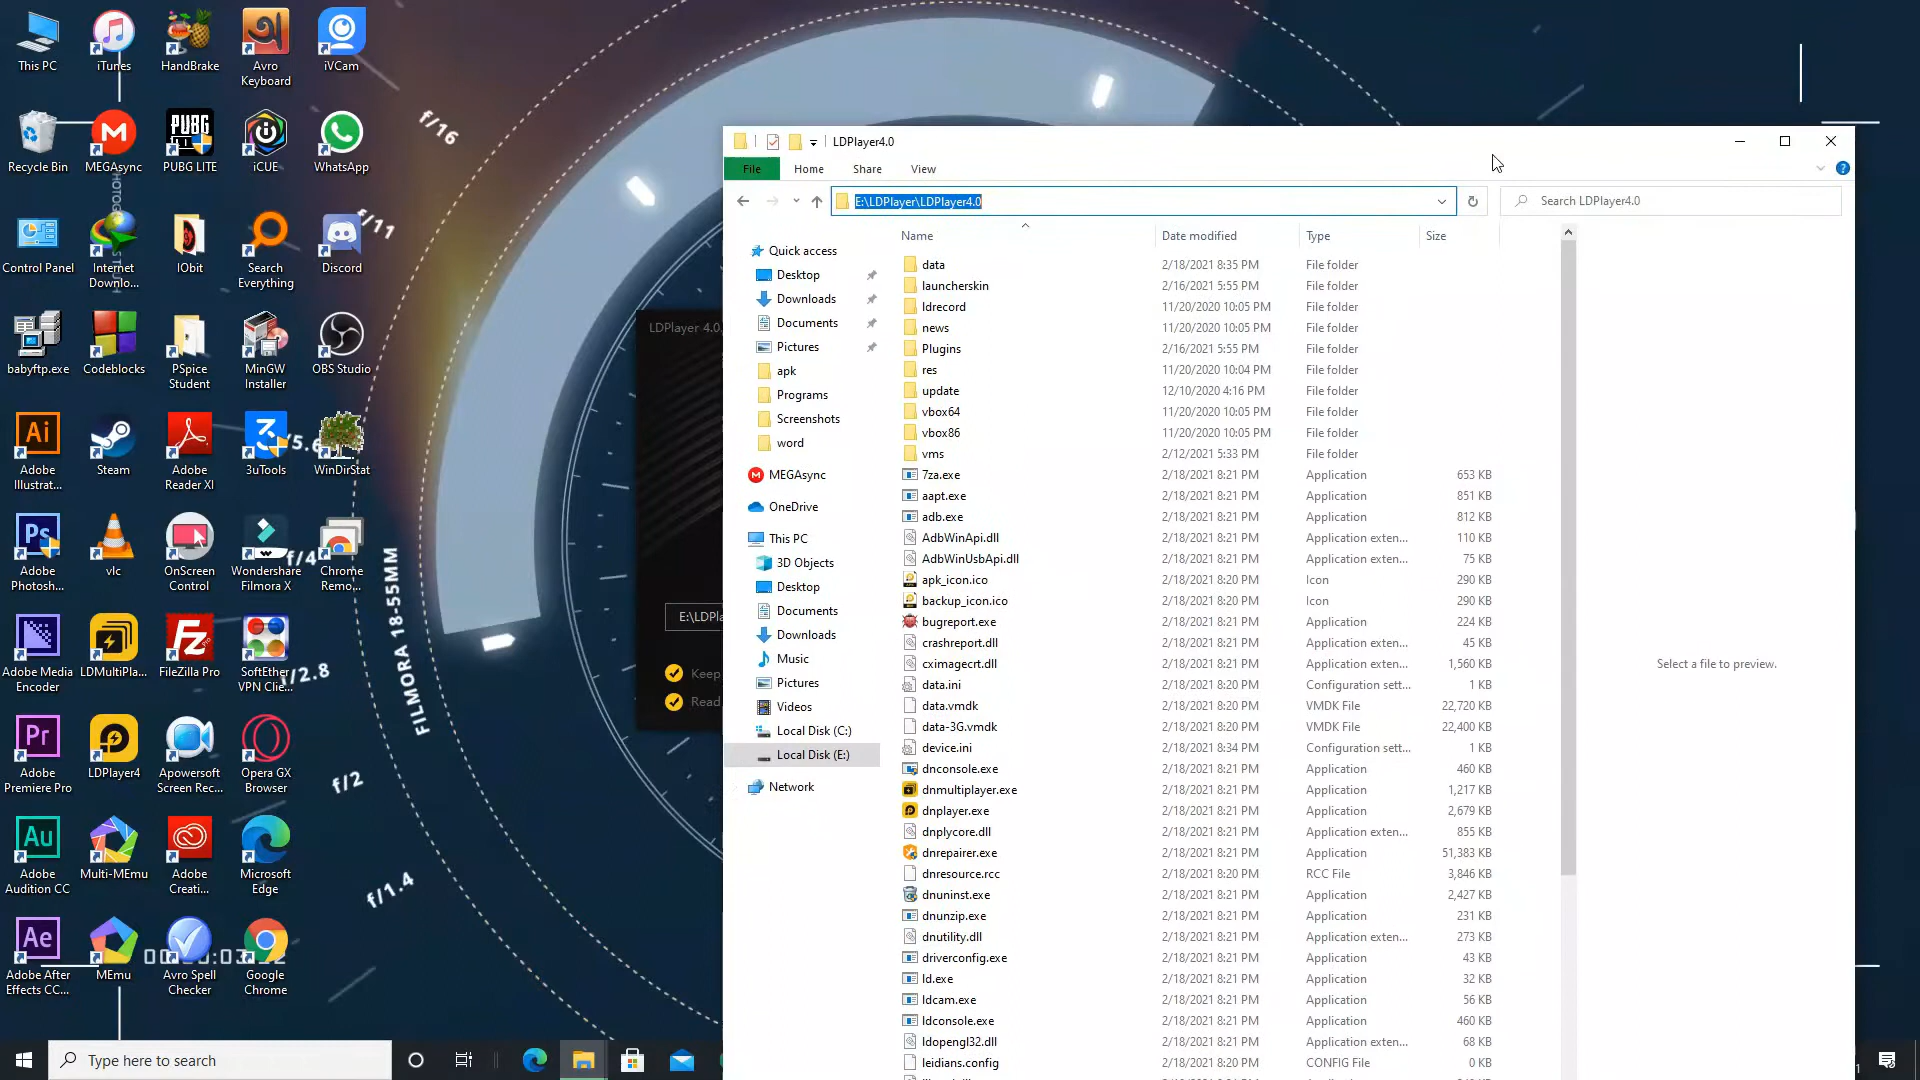 This PC
iTunes
HandBrake
Avro
Keyboard
iVCam
Recycle Bin
MEGAsync
PUBG LITE
iCUE
WhatsApp
Control Panel
Internet
Downlo...
IObit
Search
Everything
Discord
babyftp.exe
Codeblocks
PSpice
Student
MinGW
Installer
OBS Studio
Adobe
Illustrat...
Steam
Adobe
Reader XI
3uTools
WinDirStat
Adobe
Photosh...
vlc
OnScreen
Control
Wondershare
Filmora X
Chrome
Remo...
Adobe Media
Encoder
LDMultiPla...
FileZilla Pro
SoftEther
VPN Clie...
Adobe
Premiere Pro
LDPlayer4
Apowersoft
Screen Rec...
Opera GX
Browser
Adobe
Audition CC
Multi-MEmu
Adobe
Creati...
Microsoft
Edge
Adobe After
Effects CC...
MEmu
Avro Spell
Checker
Google
Chrome
f/16
f/11
f/5.6
f/4
f/2.8
f/2
f/1.4
FILMORA 18-55MM
LDPlayer 4.0.
E:\LDPla
Keep
Read
LDPlayer4.0
File Home Share View
E:\LDPlayer\LDPlayer4.0
Search LDPlayer4.0
Quick access
Desktop
Downloads
Documents
Pictures
apk
Programs
Screenshots
word
MEGAsync
OneDrive
This PC
3D Objects
Desktop
Documents
Downloads
Music
Pictures
Videos
Local Disk (C:)
Local Disk (E:)
Network
Name Date modified Type Size
data 2/18/2021 8:35 PM File folder
launcherskin 2/16/2021 5:55 PM File folder
ldrecord 11/20/2020 10:05 PM File folder
news 11/20/2020 10:05 PM File folder
Plugins 2/16/2021 5:55 PM File folder
res 11/20/2020 10:04 PM File folder
update 12/10/2020 4:16 PM File folder
vbox64 11/20/2020 10:05 PM File folder
vbox86 11/20/2020 10:05 PM File folder
vms 2/12/2021 5:33 PM File folder
7za.exe 2/18/2021 8:21 PM Application 653 KB
aapt.exe 2/18/2021 8:21 PM Application 851 KB
adb.exe 2/18/2021 8:21 PM Application 812 KB
AdbWinApi.dll 2/18/2021 8:21 PM Application exten... 110 KB
AdbWinUsbApi.dll 2/18/2021 8:21 PM Application exten... 75 KB
apk_icon.ico 2/18/2021 8:20 PM Icon 290 KB
backup_icon.ico 2/18/2021 8:20 PM Icon 290 KB
bugreport.exe 2/18/2021 8:21 PM Application 224 KB
crashreport.dll 2/18/2021 8:21 PM Application exten... 45 KB
cximagecrt.dll 2/18/2021 8:21 PM Application exten... 1,560 KB
data.ini 2/18/2021 8:20 PM Configuration sett... 1 KB
data.vmdk 2/18/2021 8:20 PM VMDK File 22,720 KB
data-3G.vmdk 2/18/2021 8:20 PM VMDK File 22,400 KB
device.ini 2/18/2021 8:34 PM Configuration sett... 1 KB
dnconsole.exe 2/18/2021 8:21 PM Application 460 KB
dnmultiplayer.exe 2/18/2021 8:21 PM Application 1,217 KB
dnplayer.exe 2/18/2021 8:21 PM Application 2,679 KB
dnplycore.dll 2/18/2021 8:21 PM Application exten... 855 KB
dnrepairer.exe 2/18/2021 8:21 PM Application 51,383 KB
dnresource.rcc 2/18/2021 8:20 PM RCC File 3,846 KB
dnuninst.exe 2/18/2021 8:21 PM Application 2,427 KB
dnunzip.exe 2/18/2021 8:21 PM Application 231 KB
dnutility.dll 2/18/2021 8:21 PM Application exten... 273 KB
driverconfig.exe 2/18/2021 8:21 PM Application 43 KB
ld.exe 2/18/2021 8:21 PM Application 32 KB
ldcam.exe 2/18/2021 8:21 PM Application 56 KB
ldconsole.exe 2/18/2021 8:21 PM Application 460 KB
ldopengl32.dll 2/18/2021 8:21 PM Application exten... 68 KB
leidians.config 2/18/2021 8:20 PM CONFIG File 0 KB
Select a file to preview.
Type here to search